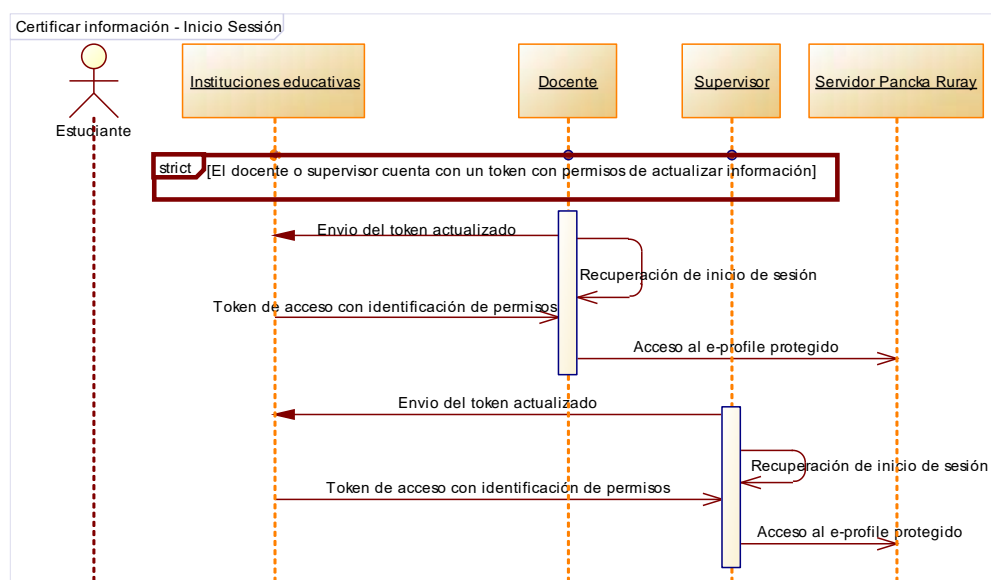 Certificar información - Inicio Sessión
Instituciones educativas
Docente
Supervisor
Servidor Pancka Ruray
Estudiante
strict
[El docente o supervisor cuenta con un token con permisos de actualizar información]
Envio del token actualizado
Recuperación de inicio de sesión
Token de acceso con identificación de permisos
Acceso al e-profile protegido
Envio del token actualizado
Recuperación de inicio de sesión
Token de acceso con identificación de permisos
Acceso al e-profile protegido